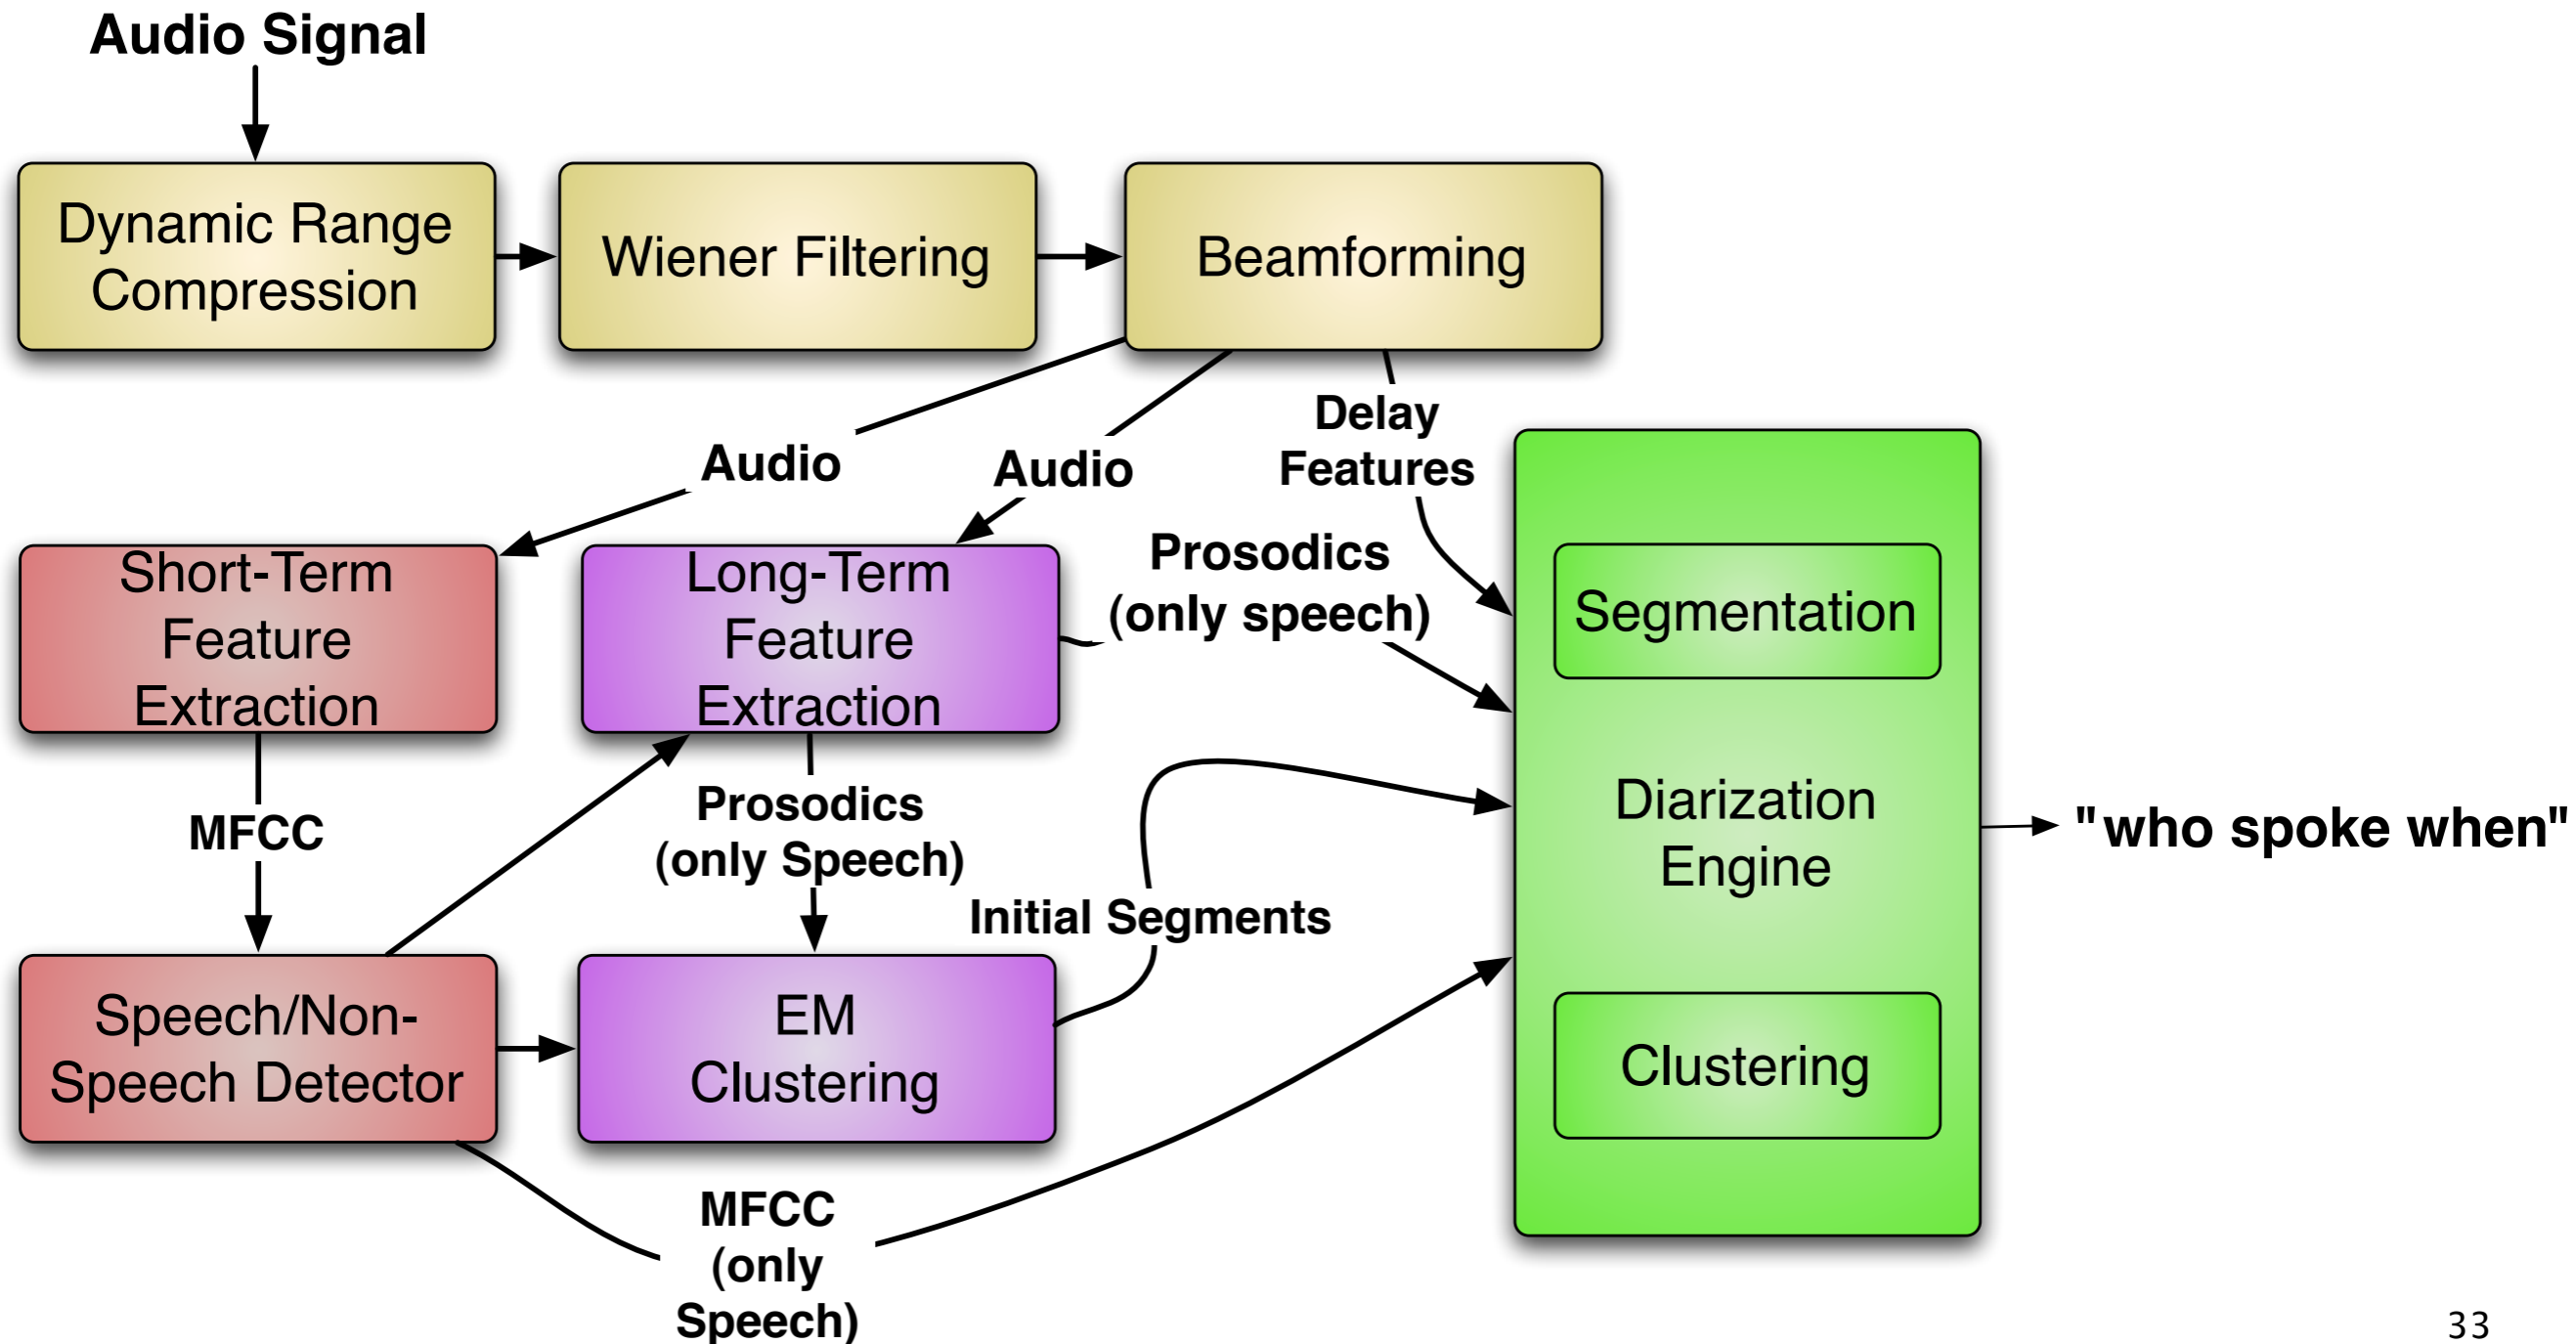 Audio Signal
Dynamic Range
Compression
Wiener Filtering
Beamforming
Audio
Audio
Delay
Features
Short-Term
Feature
Extraction
Long-Term
Feature
Extraction
Prosodics
(only speech)
Segmentation
MFCC
Prosodics
(only Speech)
Initial Segments
Diarization
Engine
"who spoke when"
Speech/Non-
Speech Detector
EM
Clustering
Clustering
MFCC
(only
Speech)
33